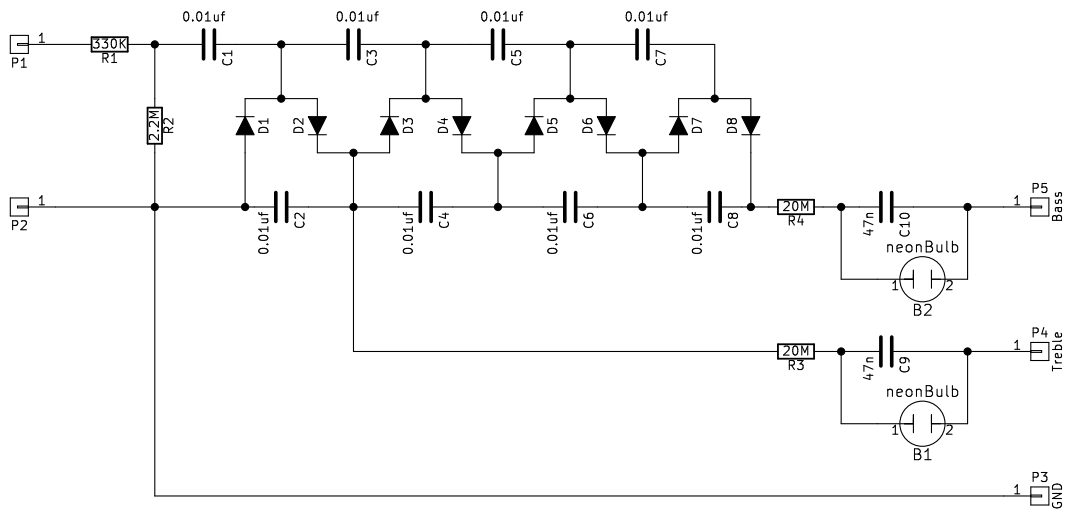 0.01uf
0.01uf
0.01uf
0.01uf
P1
1
330K
R1
C1
C3
C5
C7
2.2M
R2
D1
D2
D3
D4
D5
D6
D7
D8
P2
1
0.01uf
C2
0.01uf
C4
0.01uf
C6
0.01uf
C8
20M
R4
47n
C10
1
P5
Bass
neonBulb
1
2
B2
20M
R3
47n
C9
1
P4
Treble
neonBulb
1
2
B1
1
P3
GND